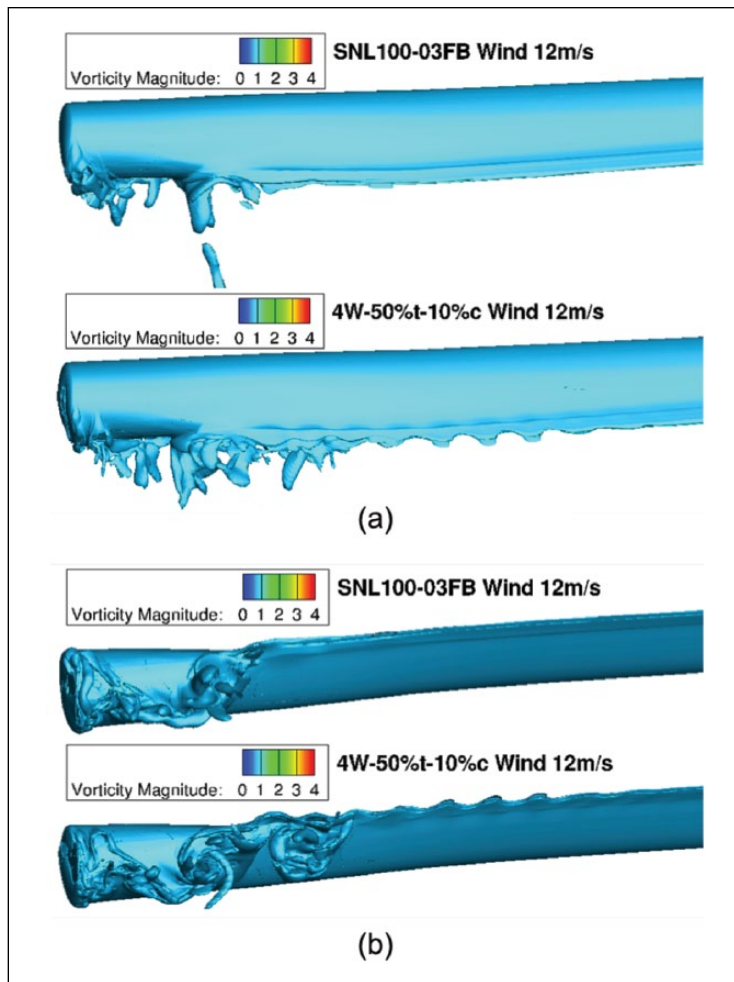 SNL100-03FB Wind 12m/s
Vorticity Magnitude: 0 1 2 3 4
4W-50%t-10%c Wind 12m/s
Vorticity Magnitude: 0 1 2 3 4
(a)
SNL100-03FB Wind 12m/s
Vorticity Magnitude: 0 1 2 3 4
4W-50%t-10%c Wind 12m/s
Vorticity Magnitude: 0 1 2 3 4
(b)